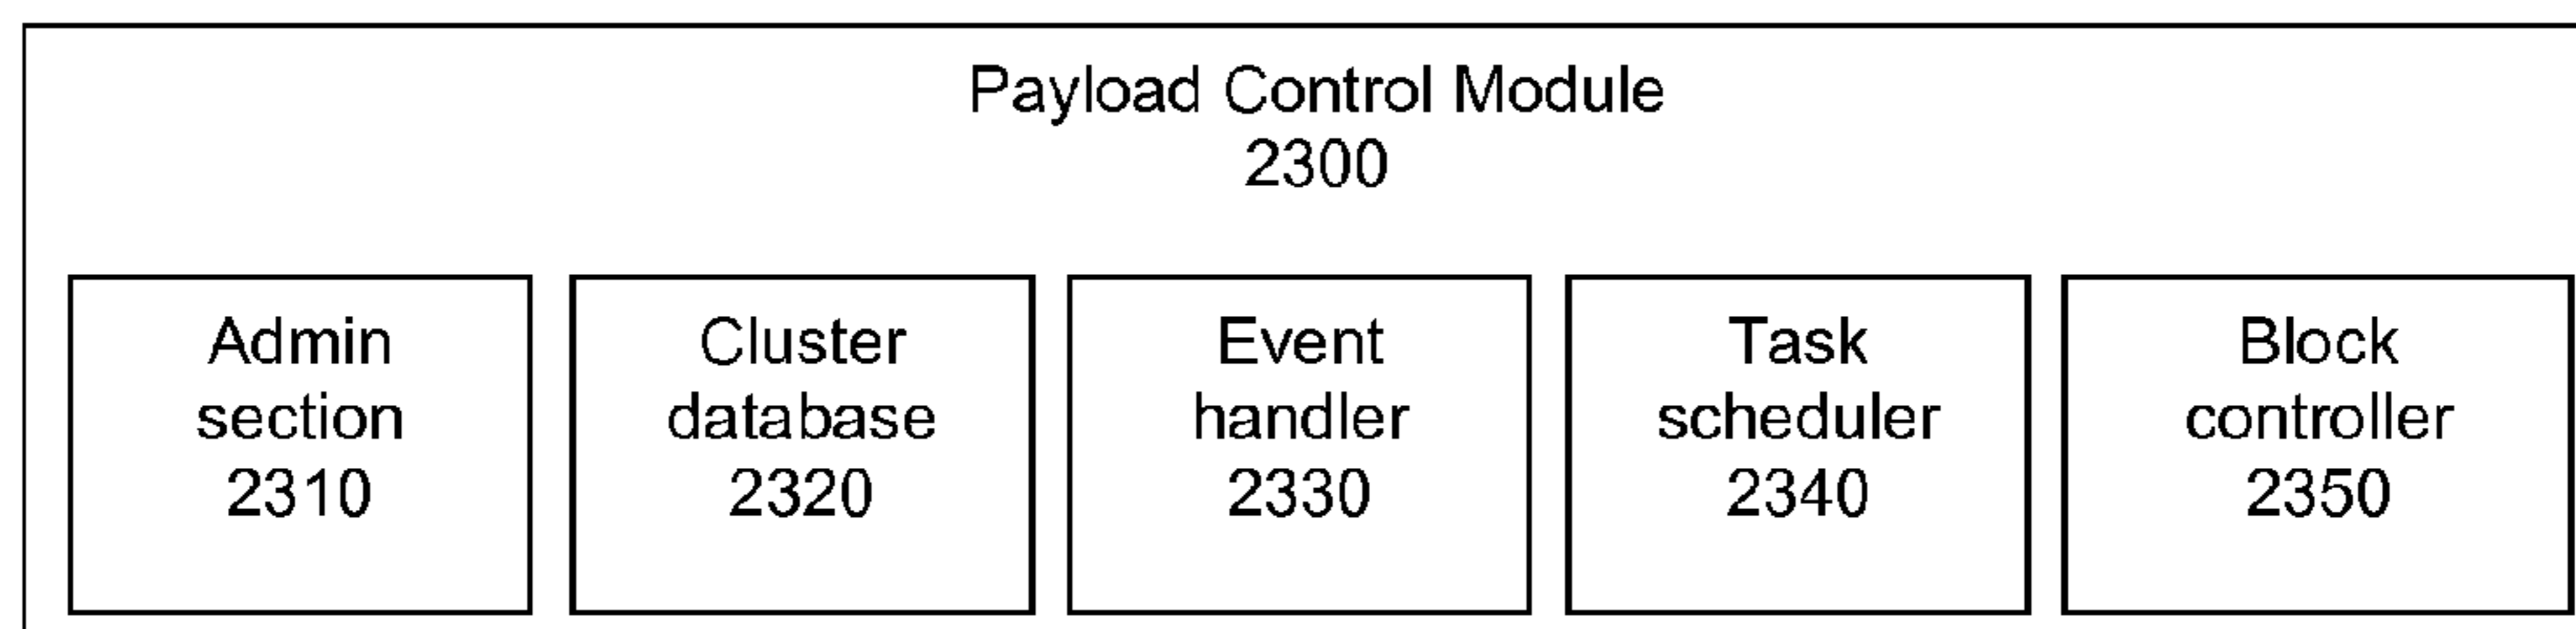 Payload Control Module
2300
Admin
section
2310
Cluster
database
2320
Event
handler
2330
Task
scheduler
2340
Block
controller
2350